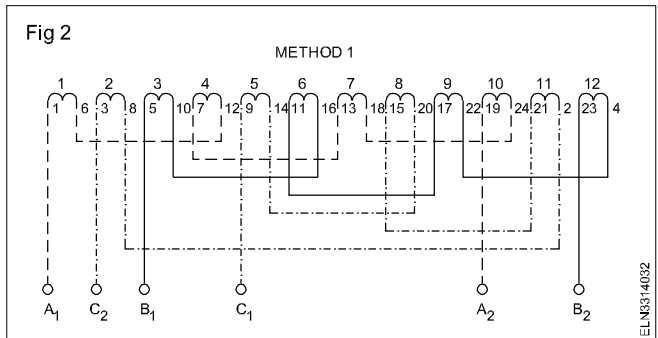 Fig 2
METHOD 1
1 2 3 4 5 6 7 8 9 10 11 12
1 6 3 8 5 10 7 12 9 14 11 16 13 18 15 20 17 22 19 24 21 2 23 4
A1 C2 B1 C1 A2 B2
ELN3314032